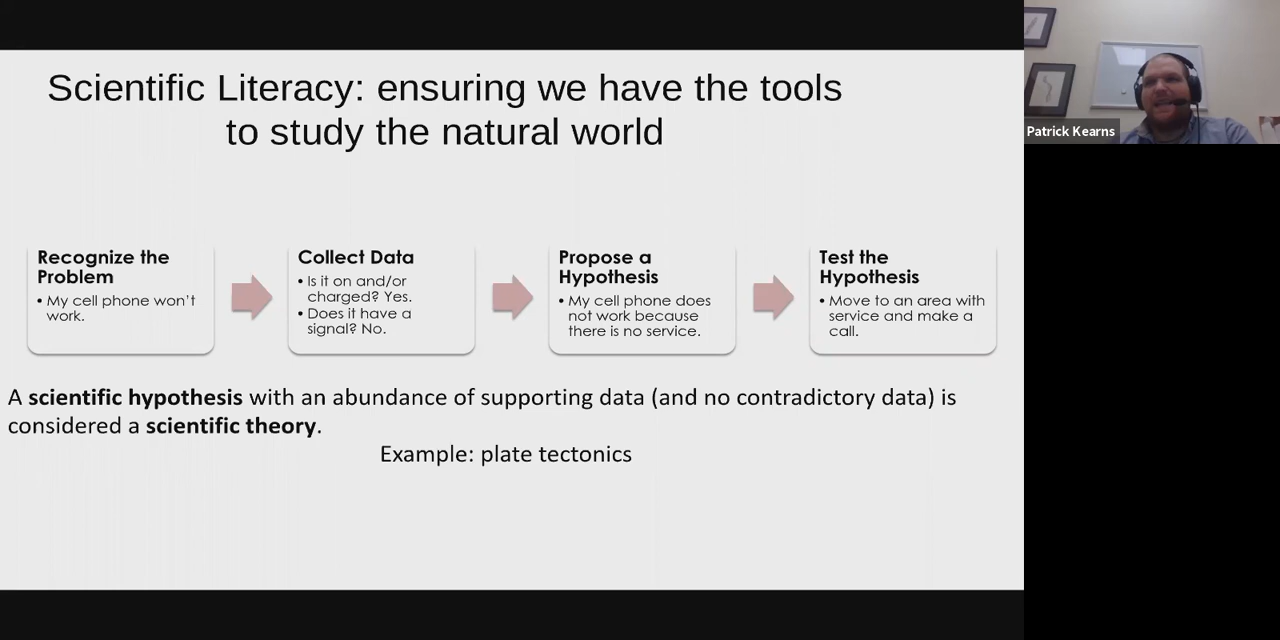 Scientific Literacy: ensuring we have the tools
to study the natural world
Patrick Kearns
Recognize the
Problem
• My cell phone won't
work.
Collect Data
• Is it on and/or
charged? Yes.
• Does it have a
signal? No.
Propose a
Hypothesis
• My cell phone does
not work because
there is no service.
Test the
Hypothesis
• Move to an area with
service and make a
call.
A scientific hypothesis with an abundance of supporting data (and no contradictory data) is
considered a scientific theory.
Example: plate tectonics